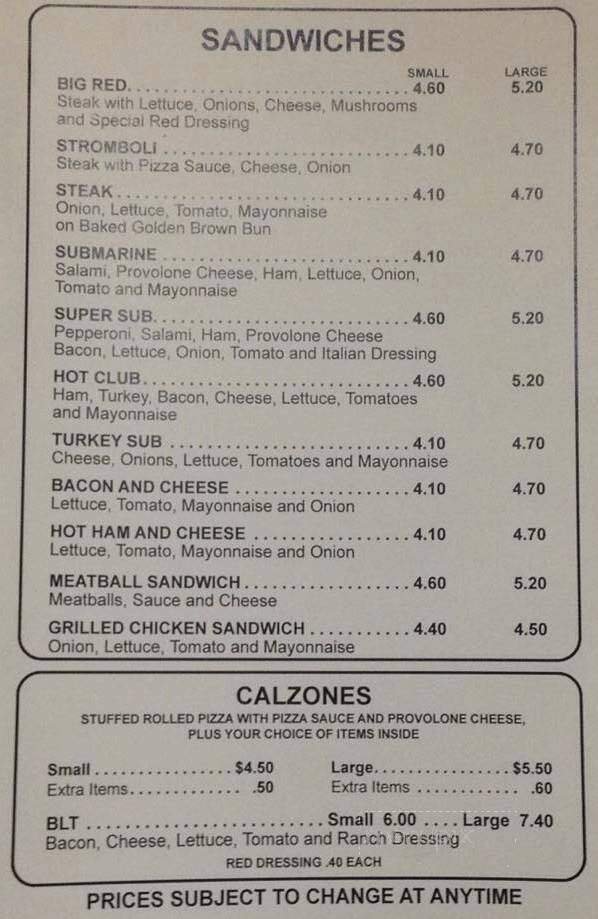 SANDWICHES
SMALL LARGE
BIG RED. . . . . . . . . . . . . . . . . . . . . . . . . . . . 4.60 5.20
Steak with Lettuce, Onions, Cheese, Mushrooms
and Special Red Dressing
STROMBOLI . . . . . . . . . . . . . . . . . . . . . . . . . 4.10 4.70
Steak with Pizza Sauce, Cheese, Onion
STEAK . . . . . . . . . . . . . . . . . . . . . . . . . . . . . 4.10 4.70
Onion, Lettuce, Tomato, Mayonnaise
on Baked Golden Brown Bun
SUBMARINE . . . . . . . . . . . . . . . . . . . . . . . . . 4.10 4.70
Salami, Provolone Cheese, Ham, Lettuce, Onion,
Tomato and Mayonnaise
SUPER SUB. . . . . . . . . . . . . . . . . . . . . . . . . . 4.60 5.20
Pepperoni, Salami, Ham, Provolone Cheese
Bacon, Lettuce, Onion, Tomato and Italian Dressing
HOT CLUB. . . . . . . . . . . . . . . . . . . . . . . . . . . 4.60 5.20
Ham, Turkey, Bacon, Cheese, Lettuce, Tomatoes
and Mayonnaise
TURKEY SUB . . . . . . . . . . . . . . . . . . . . . . . . 4.10 4.70
Cheese, Onions, Lettuce, Tomatoes and Mayonnaise
BACON AND CHEESE . . . . . . . . . . . . . . . . . . 4.10 4.70
Lettuce, Tomato, Mayonnaise and Onion
HOT HAM AND CHEESE . . . . . . . . . . . . . . . . 4.10 4.70
Lettuce, Tomato, Mayonnaise and Onion
MEATBALL SANDWICH . . . . . . . . . . . . . . . . . 4.60 5.20
Meatballs, Sauce and Cheese
GRILLED CHICKEN SANDWICH . . . . . . . . . . 4.40 4.50
Onion, Lettuce, Tomato and Mayonnaise
CALZONES
STUFFED ROLLED PIZZA WITH PIZZA SAUCE AND PROVOLONE CHEESE,
PLUS YOUR CHOICE OF ITEMS INSIDE
Small . . . . . . . . . . . . . . . . $4.50 Large. . . . . . . . . . . . . . . . $5.50
Extra Items. . . . . . . . . . . . .50 Extra Items . . . . . . . . . . . . .60
BLT . . . . . . . . . . . . . . . . . . . . . . . . . . . . Small 6.00 . . . . Large 7.40
Bacon, Cheese, Lettuce, Tomato and Ranch Dressing
RED DRESSING .40 EACH
PRICES SUBJECT TO CHANGE AT ANYTIME